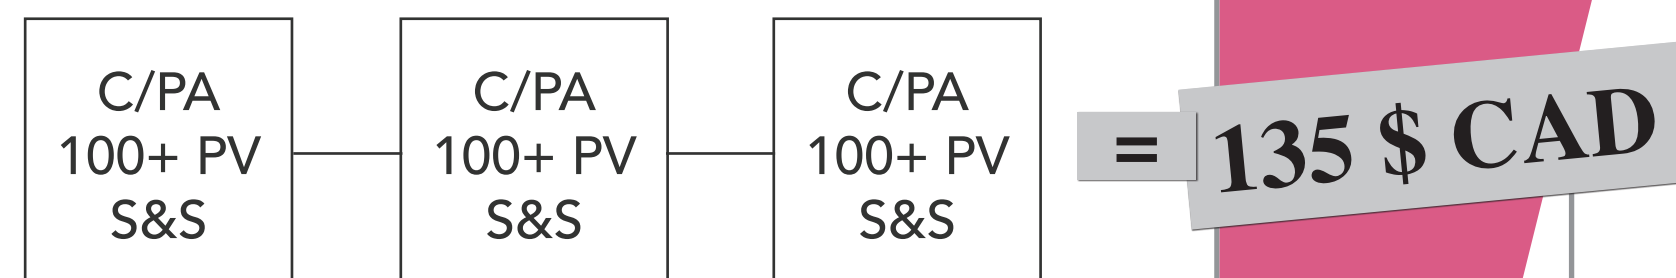 C/PA
100+ PV
S&S
C/PA
100+ PV
S&S
C/PA
100+ PV
S&S
= 135 $ CAD